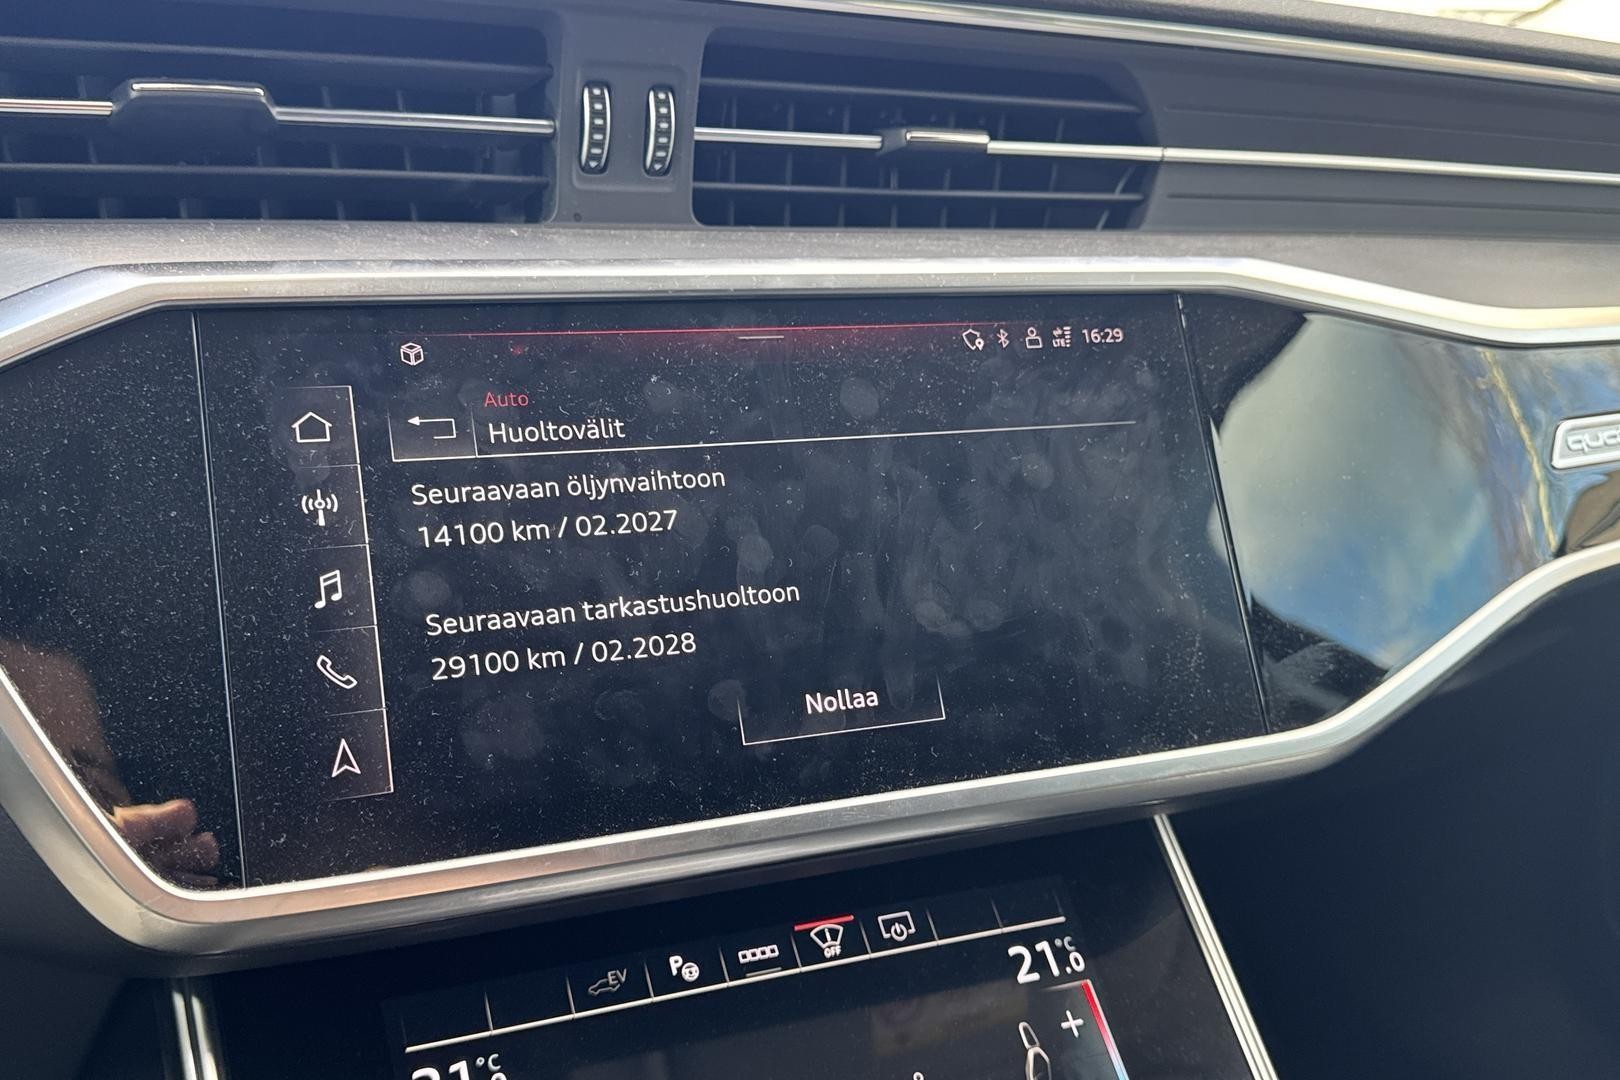 LTE 16:29
Auto
Huoltovälit
Seuraavaan öljynvaihtoon
14100 km / 02.2027
Seuraavaan tarkastushuoltoon
29100 km / 02.2028
Nollaa
EV
P
OFF
21.0 °C
+